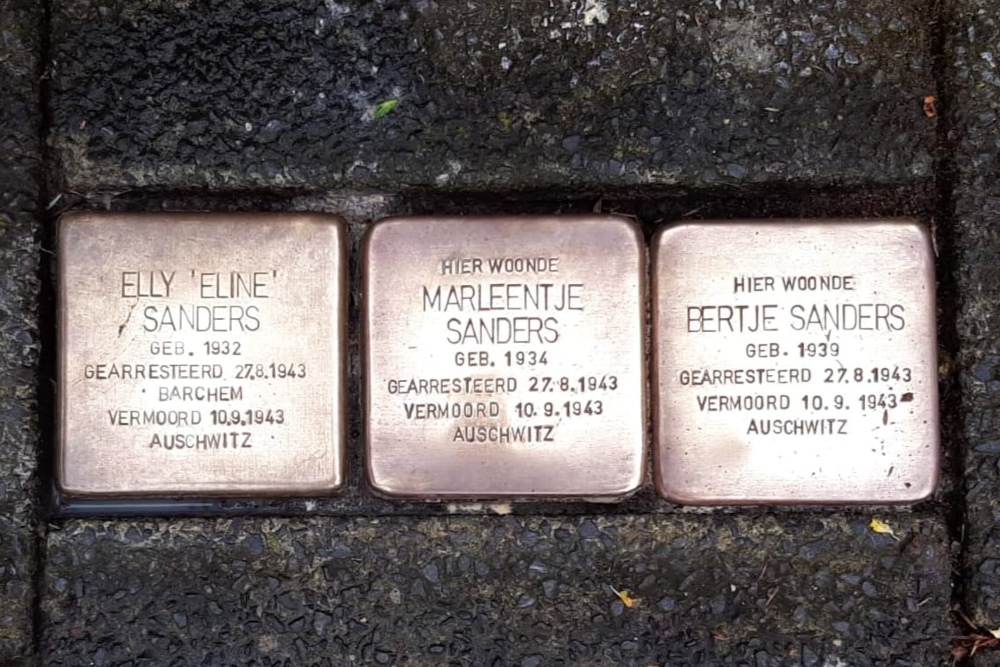 ELLY 'ELINE'
SANDERS
GEB. 1932
GEARRESTEERD 27.8.1943
BARCHEM
VERMOORD 10.9.1943
AUSCHWITZ
HIER WOONDE
MARLEENTJE
SANDERS
GEB. 1934
GEARRESTEERD 27.8.1943
VERMOORD 10.9.1943
AUSCHWITZ
HIER WOONDE
BERTJE SANDERS
GEB. 1939
GEARRESTEERD 27.8.1943
VERMOORD 10.9.1943
AUSCHWITZ